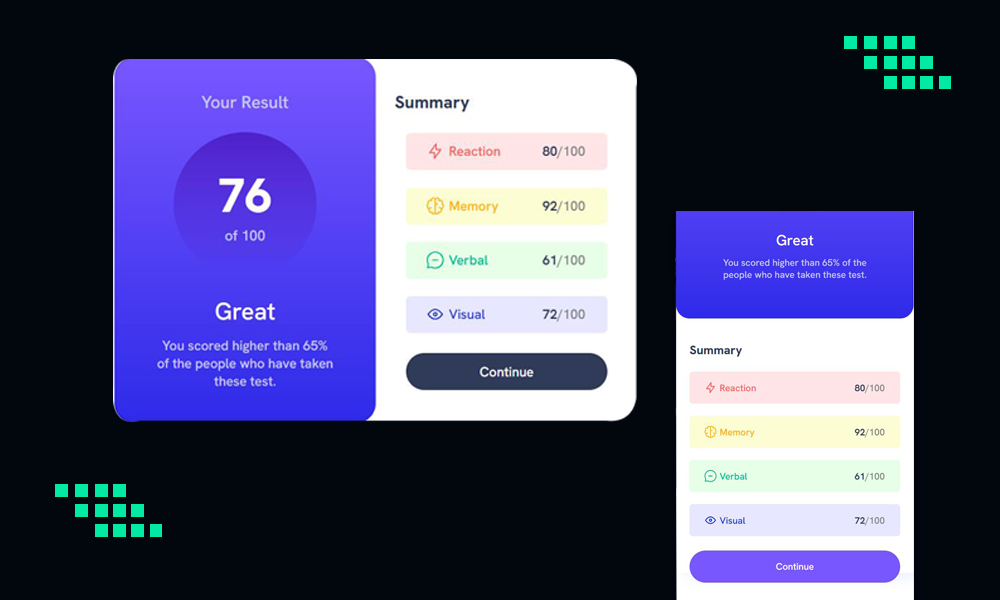 Your Result
76
of 100
Great
You scored higher than 65%
of the people who have taken
these test.
Summary
Reaction 80/100
Memory 92/100
Verbal 61/100
Visual 72/100
Continue
Great
You scored higher than 65% of the
people who have taken these test.
Summary
Reaction 80/100
Memory 92/100
Verbal 61/100
Visual 72/100
Continue